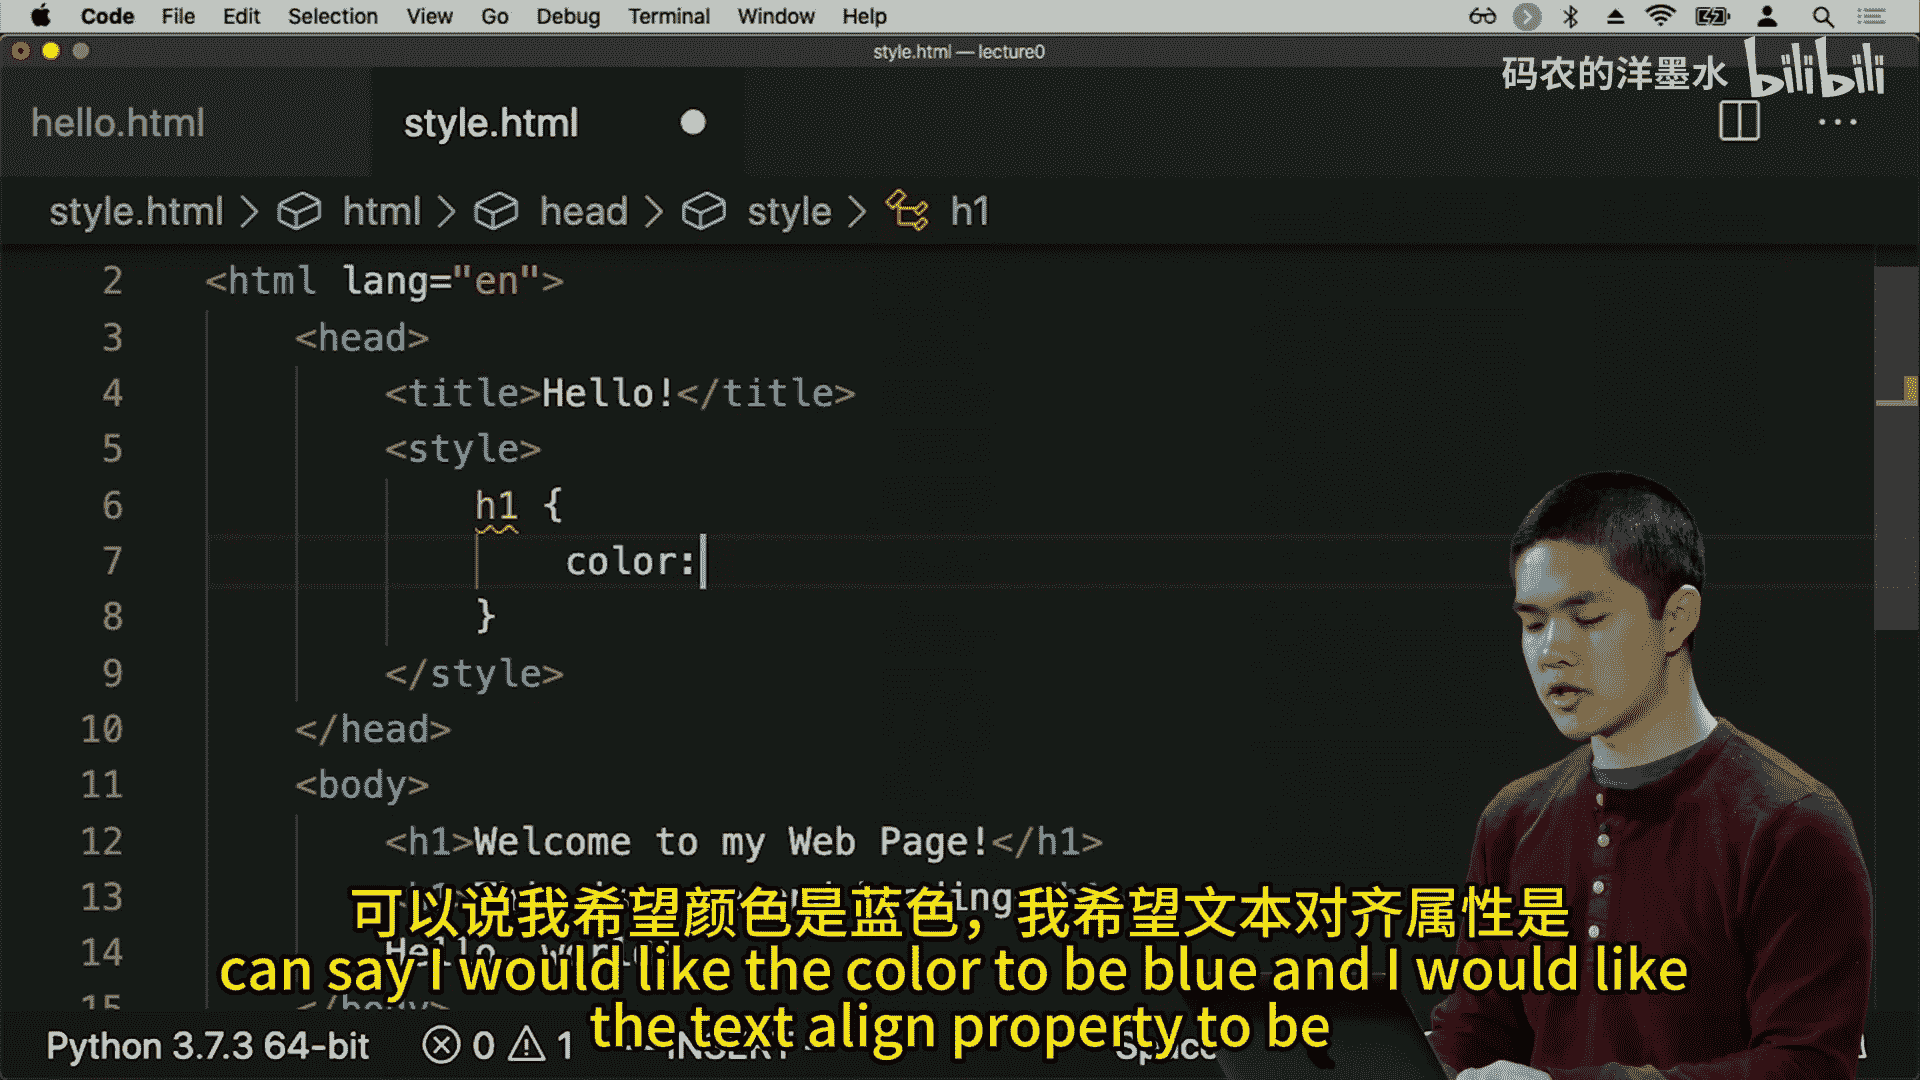 Code File Edit Selection View Go Debug Terminal Window Help
style.html — lecture0
码农的洋墨水 bilibili
hello.html style.html
style.html > html > head > style > h1
2 <html lang="en">
3 <head>
4 <title>Hello!</title>
5 <style>
6 h1 {
7 color:
8 }
9 </style>
10 </head>
11 <body>
12 <h1>Welcome to my Web Page!</h1>
13
14
15 </body>
可以说我希望颜色是蓝色，我希望文本对齐属性是
can say I would like the color to be blue and I would like
the text align property to be
Python 3.7.3 64-bit 0 1